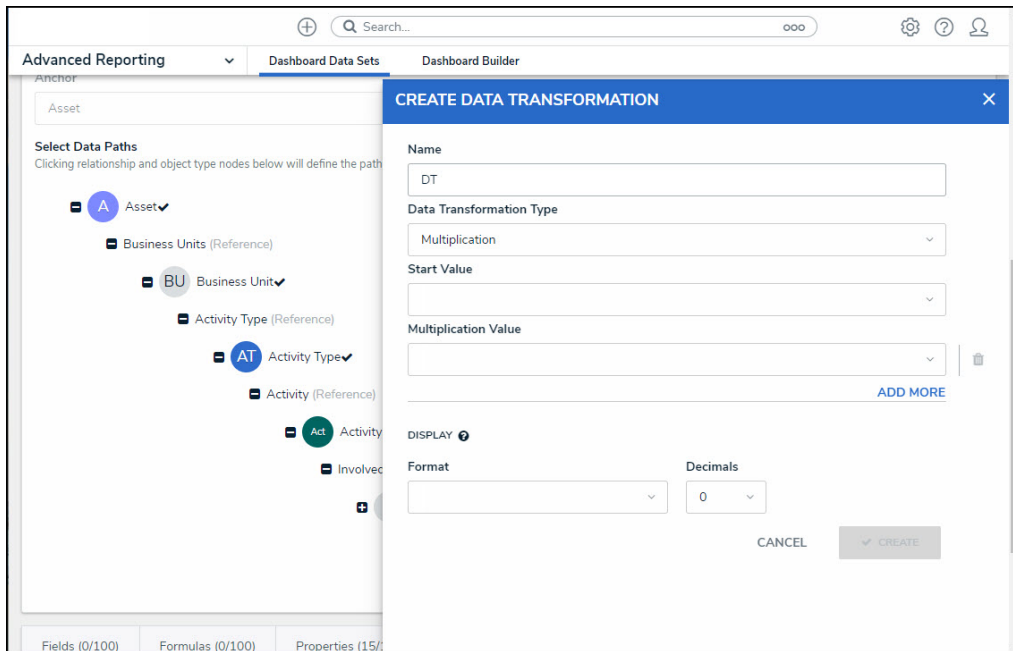 Search...
ooo
Advanced Reporting
Dashboard Data Sets
Dashboard Builder
Anchor
Asset
Select Data Paths
Clicking relationship and object type nodes below will define the path
A Asset
Business Units (Reference)
BU Business Unit
Activity Type (Reference)
AT Activity Type
Activity (Reference)
Act Activity
Involved
Fields (0/100)
Formulas (0/100)
Properties (15/
CREATE DATA TRANSFORMATION
Name
DT
Data Transformation Type
Multiplication
Start Value
Multiplication Value
ADD MORE
DISPLAY
Format
Decimals
0
CANCEL
CREATE